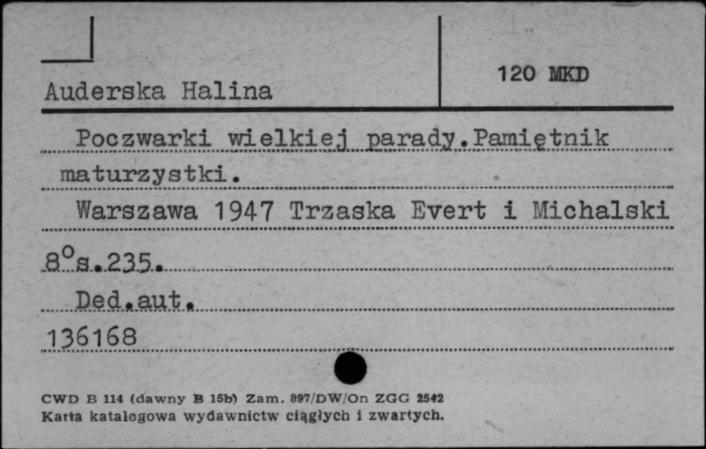 120 MKD
Auderska Halina
Poczwarki wielkiej parady.Pamiętnik
maturzystki.
Warszawa 1947 Trzaska Evert i Michalski
8°s.235.
Ded.aut.
136168
CWD B 114 (dawny B 15b) Zam. 897/DW/On ZGG 2542
Karta katalogowa wydawnictw ciągłych i zwartych.